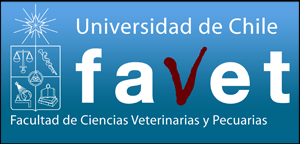 Universidad de Chile
favet
Facultad de Ciencias Veterinarias y Pecuarias